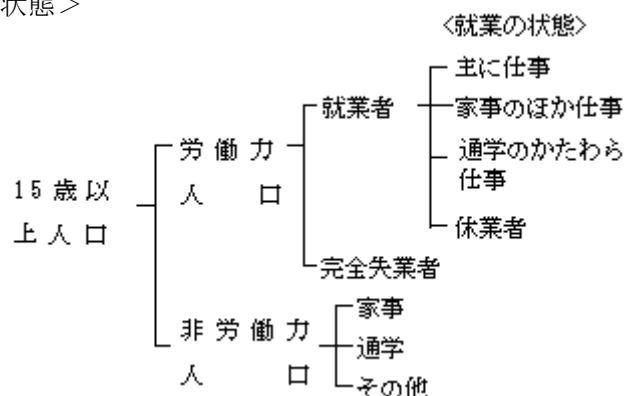 状態＞
<就業の状態>
主に仕事
就業者
家事のほか仕事
労働力
人口
通学のかたわら
仕事
15歳以
上人口
休業者
完全失業者
家事
非労働力
人口
通学
その他